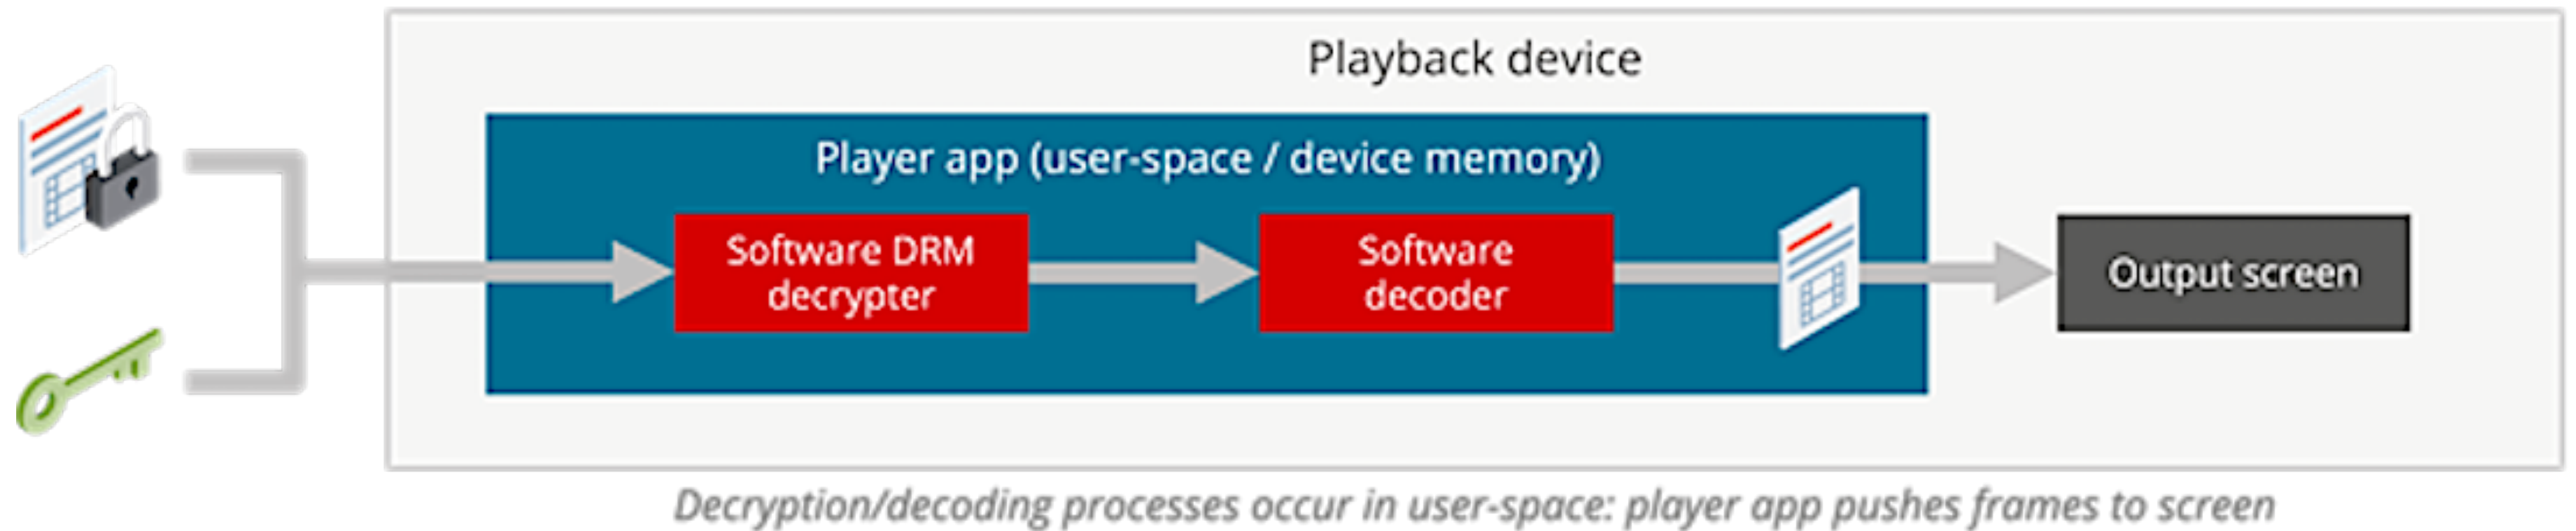 Playback device
Player app (user-space / device memory)
Software DRM
decrypter
Software
decoder
Output screen
Decryption/decoding processes occur in user-space: player app pushes frames to screen